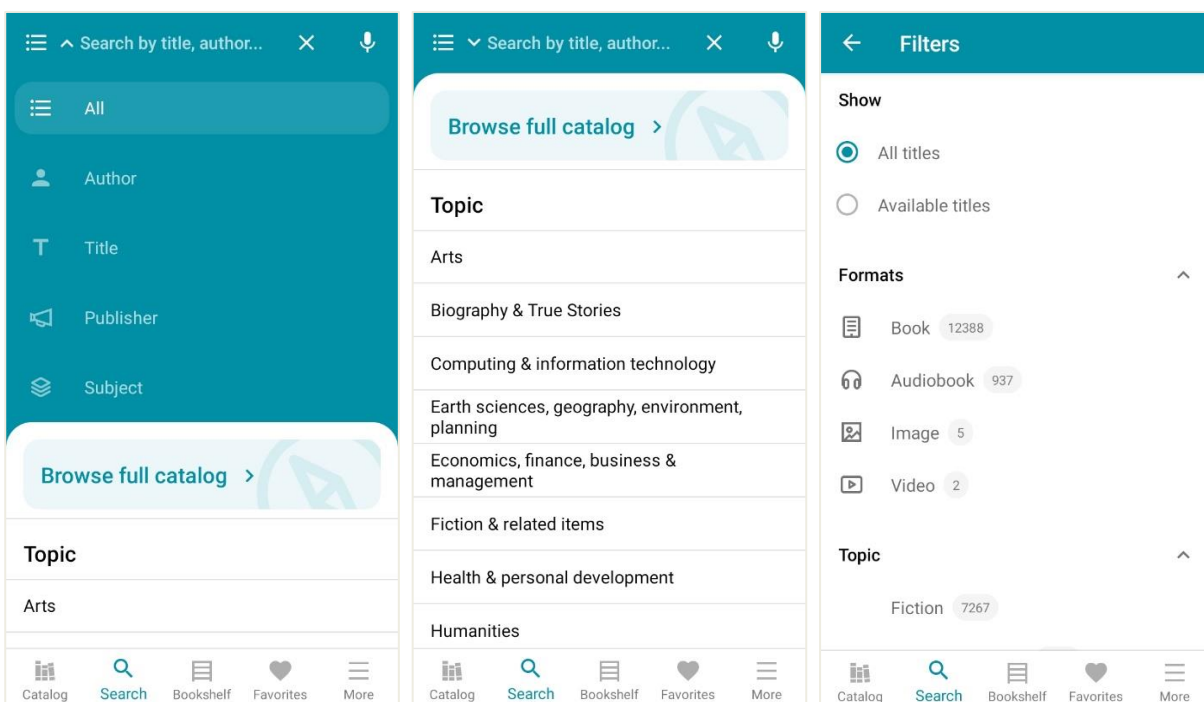 Search by title, author...
All
Author
T Title
Publisher
Subject
Browse full catalog >
Topic
Arts
Catalog Search Bookshelf Favorites More
Search by title, author...
Browse full catalog >
Topic
Arts
Biography & True Stories
Computing & information technology
Earth sciences, geography, environment,
planning
Economics, finance, business &
management
Fiction & related items
Health & personal development
Humanities
Catalog Search Bookshelf Favorites More
Filters
Show
All titles
Available titles
Formats
Book 12388
Audiobook 937
Image 5
Video 2
Topic
Fiction 7267
Catalog Search Bookshelf Favorites More